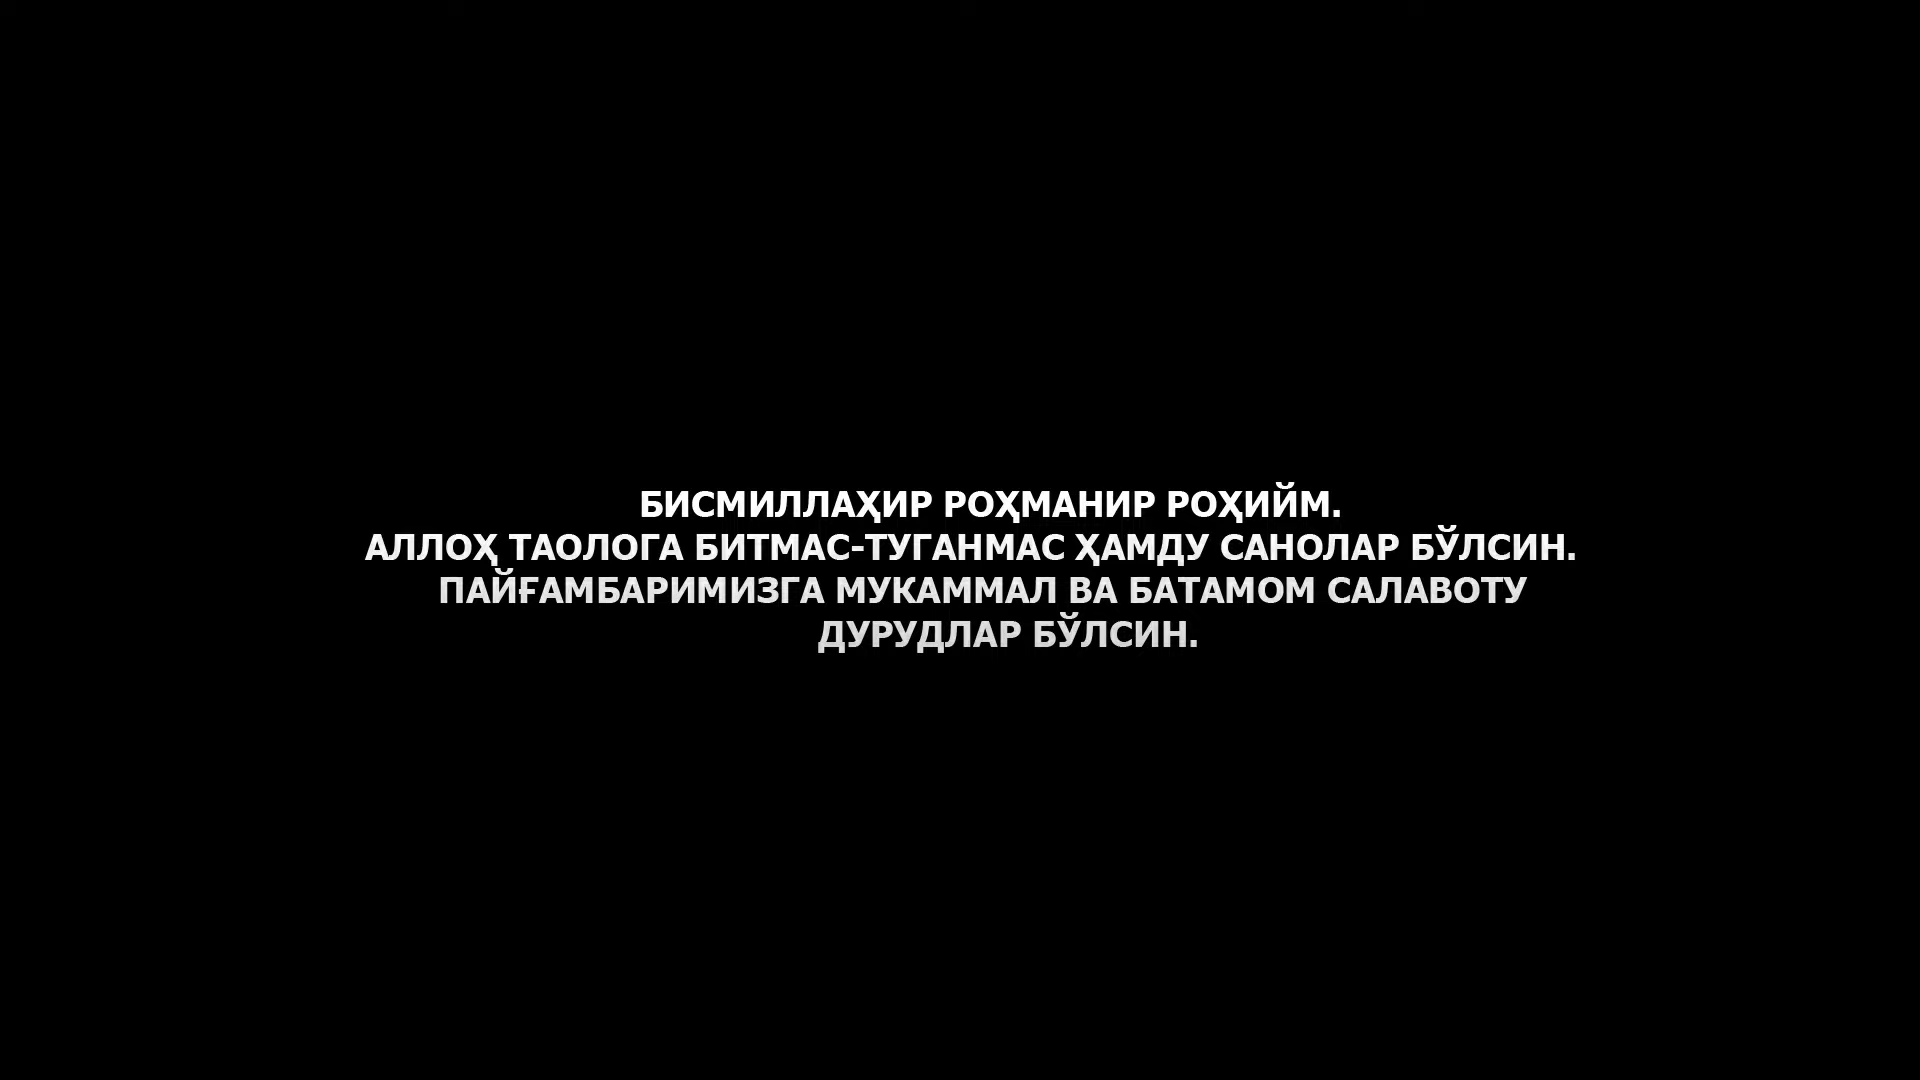 БИСМИЛЛАҲИР РОҲМАНИР РОҲИЙМ.
АЛЛОҲ ТАОЛОГА БИТМАС-ТУГАНМАС ҲАМДУ САНОЛАР БЎЛСИН.
ПАЙҒАМБАРИМИЗГА МУКАММАЛ ВА БАТАМОМ САЛАВОТУ
ДУРУДЛАР БЎЛСИН.